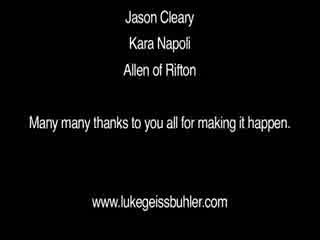 Jason Cleary
Kara Napoli
Allen of Rifton
Many many thanks to you all for making it happen.
www.lukegeissbuhler.com